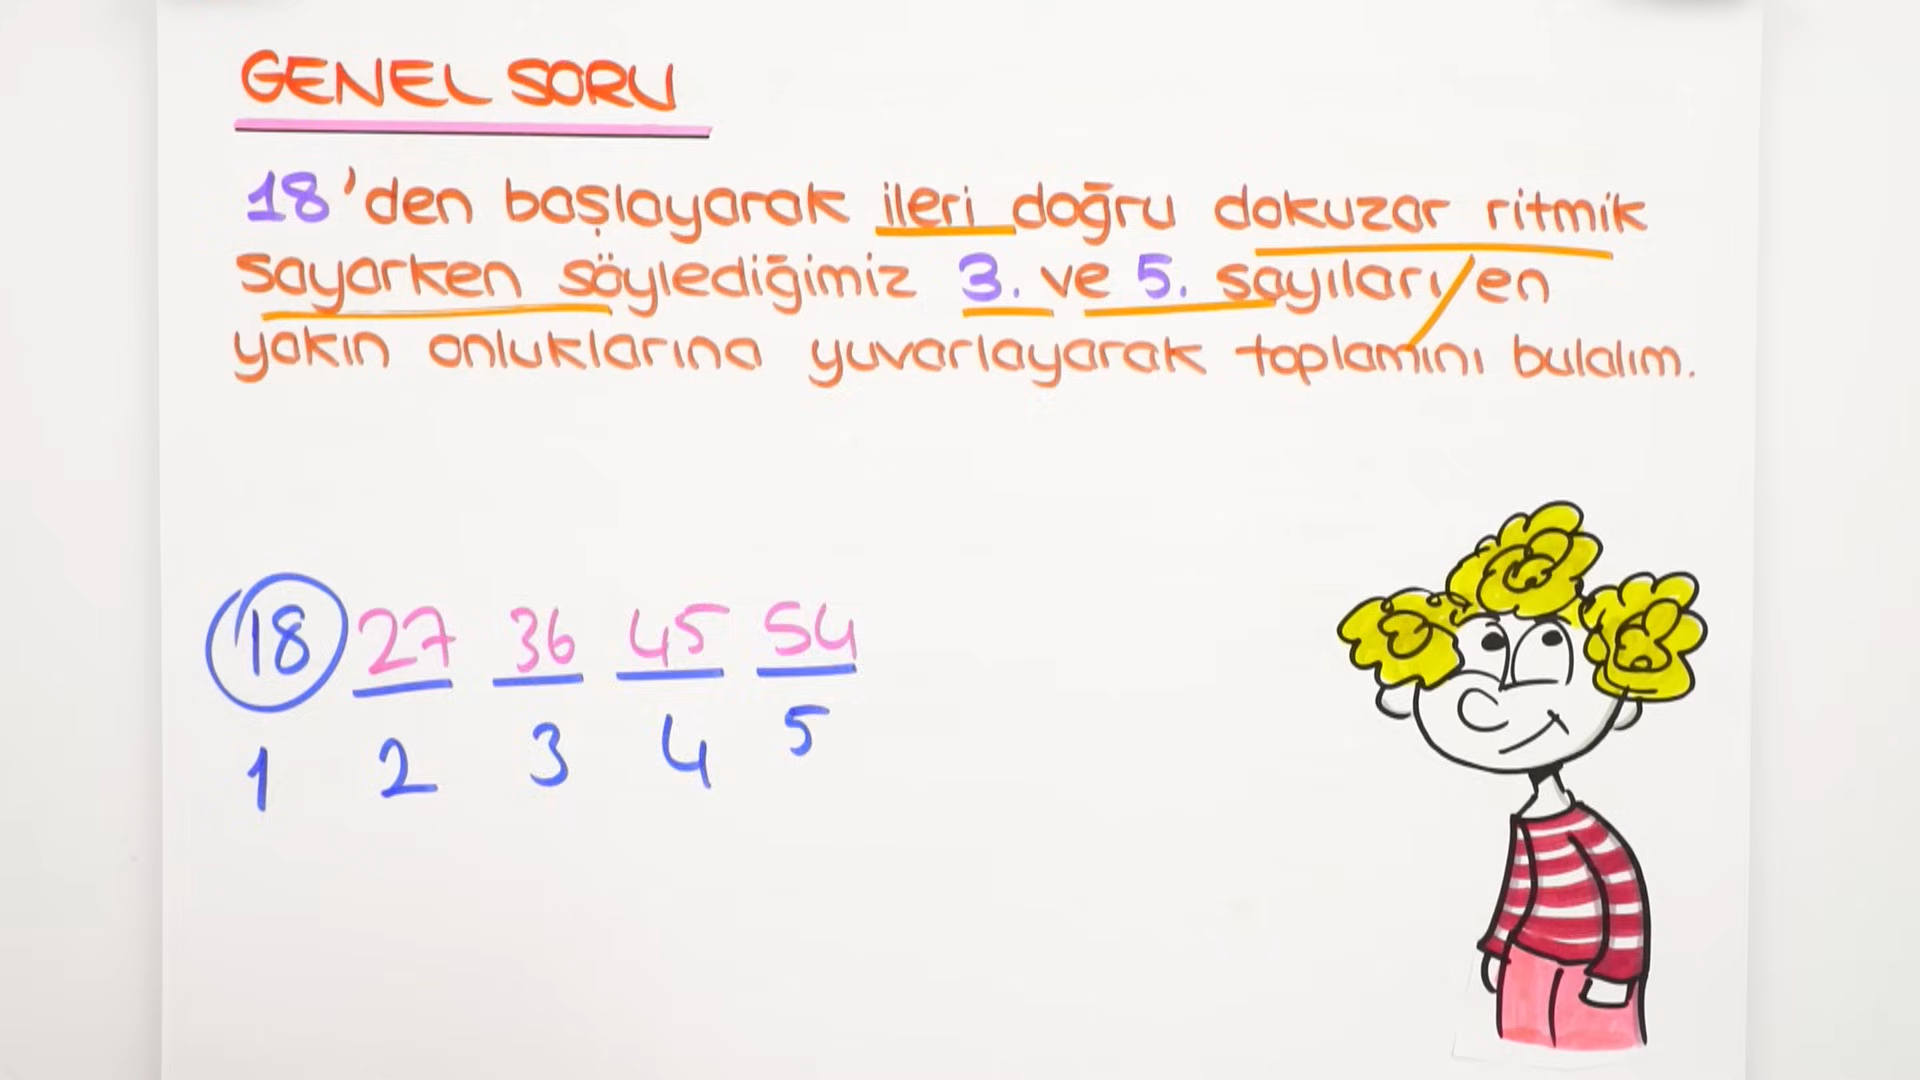 GENEL SORU
18'den başlayarak ileri doğru dokuzar ritmik
sayarken söylediğimiz 3. ve 5. sayıları en
yakın onluklarına yuvarlayarak toplamını bulalım.
18 27 36 45 54
1 2 3 4 5